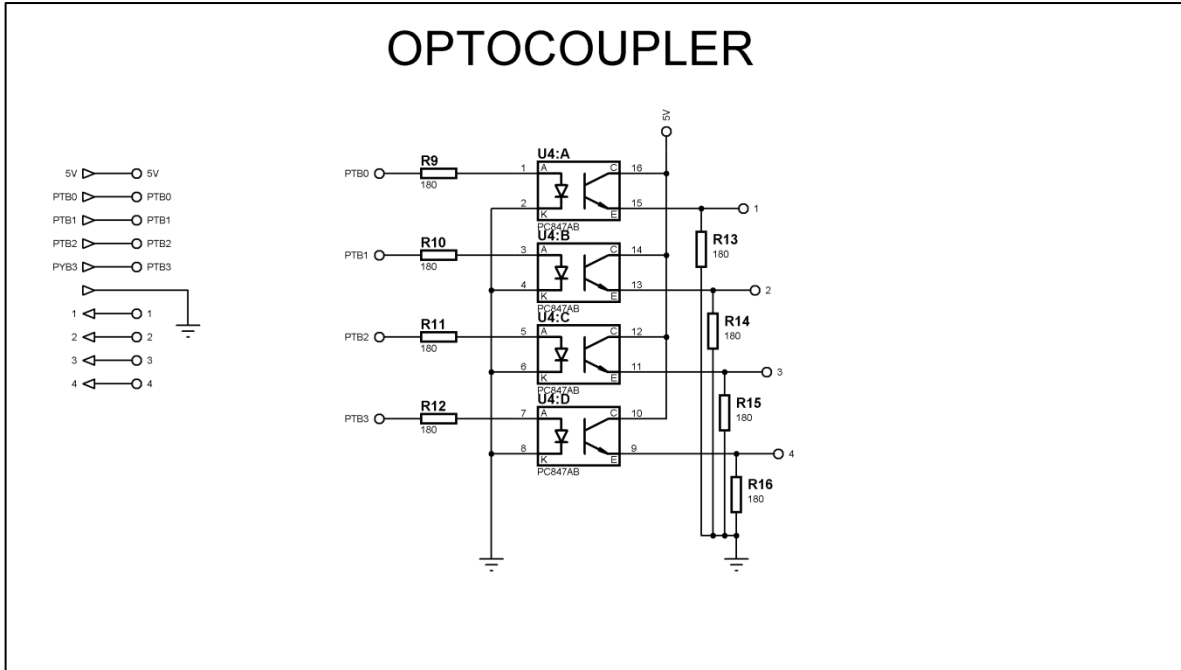 OPTOCOUPLER
5V 5V
PTB0 PTB0
PTB1 PTB1
PTB2 PTB2
PYB3 PTB3
1 1
2 2
3 3
4 4
5V
U4:A
PTB0 R9 180 1 A C 16
2 K E 15 1
PC847AB
R13
180
U4:B
PTB1 R10 180 3 A C 14
4 K E 13 2
PC847AB
R14
180
U4:C
PTB2 R11 180 5 A C 12
6 K E 11 3
PC847AB
R15
180
U4:D
PTB3 R12 180 7 A C 10
8 K E 9 4
PC847AB
R16
180